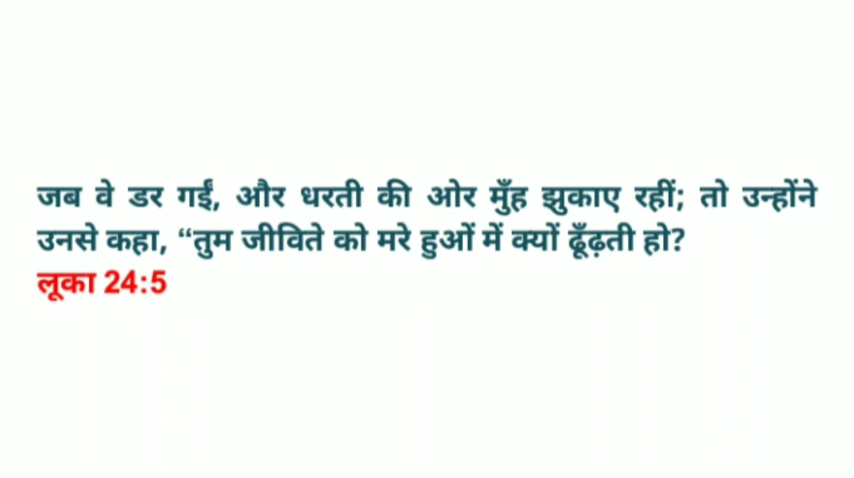 जब वे डर गईं, और धरती की ओर मुँह झुकाए रहीं; तो उन्होंने
उनसे कहा, “तुम जीविते को मरे हुओं में क्यों ढूँढ़ती हो?
लूका 24:5